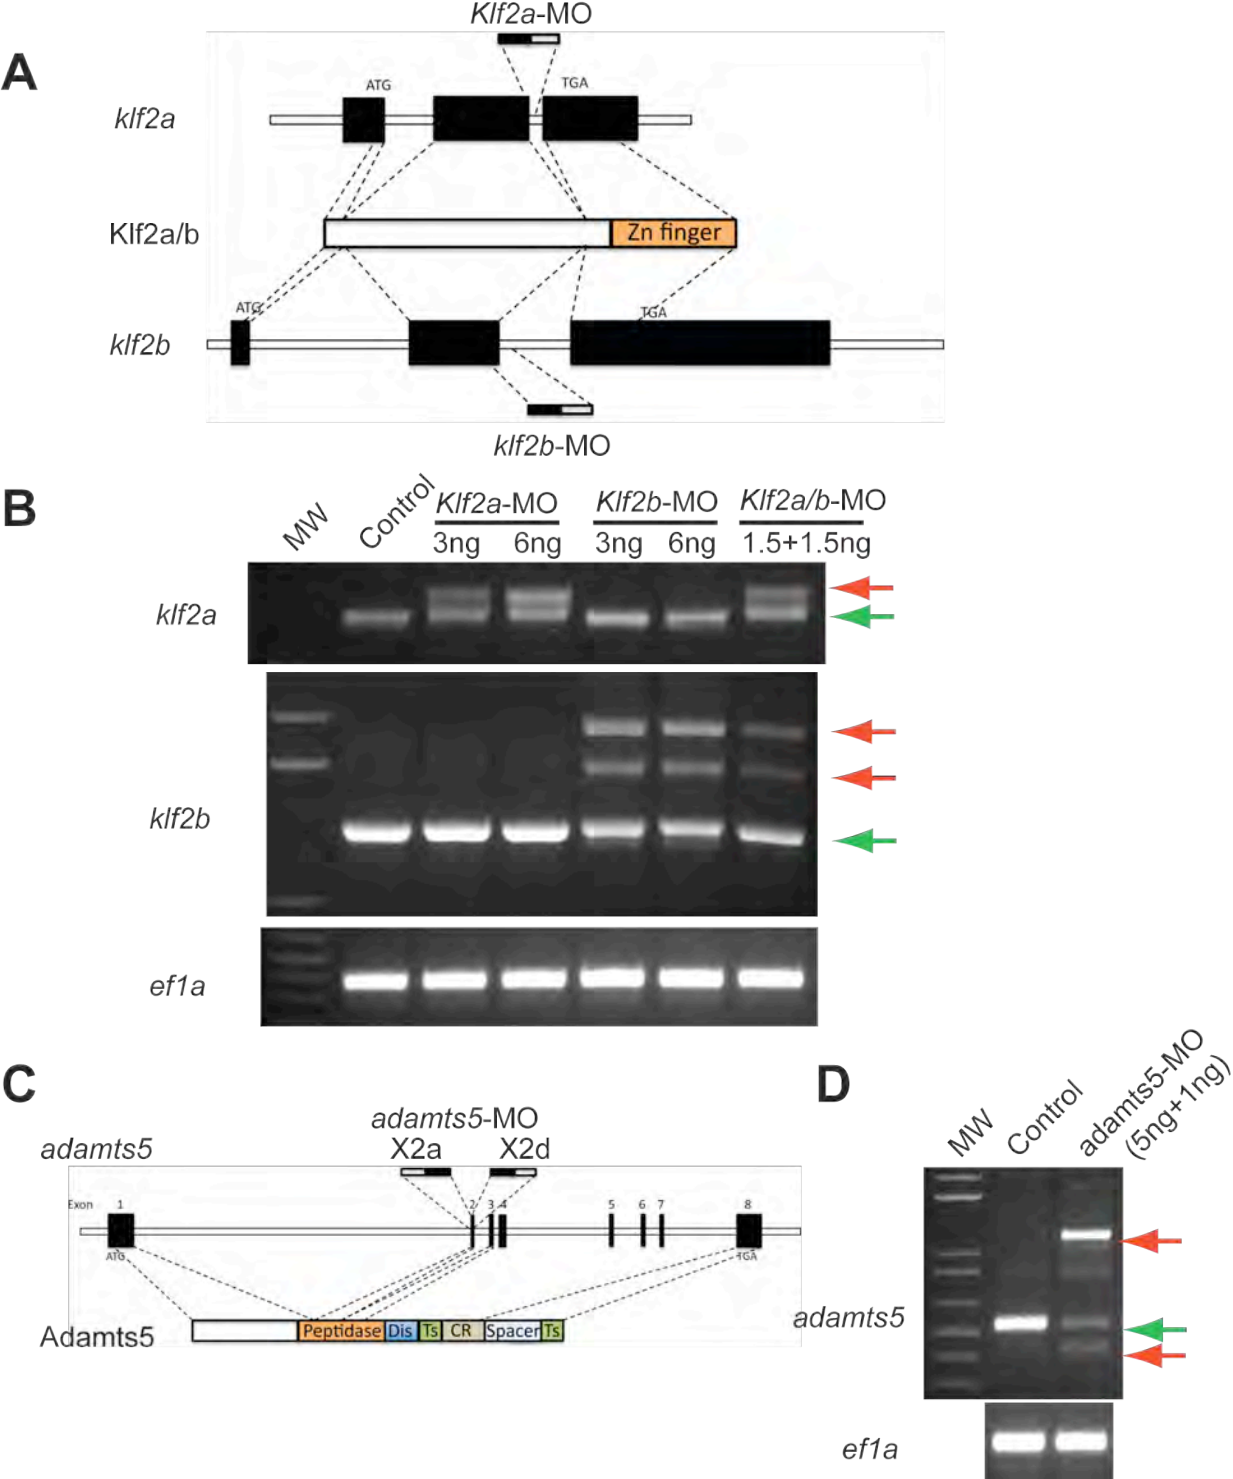 Klf2a-MO
A
ATG
TGA
klf2a
Klf2a/b
Zn finger
ATG
TGA
klf2b
klf2b-MO
B
MW
Control
Klf2a-MO
Klf2b-MO
Klf2a/b-MO
3ng
6ng
3ng
6ng
1.5+1.5ng
klf2a
klf2b
ef1a
C
adamts5-MO
adamts5
X2a
X2d
Exon
1
2
3
4
5
6
7
8
ATG
TGA
Adamts5
Peptidase
Dis
Ts
CR
Spacer
Ts
D
MW
Control
adamts5-MO
(5ng+1ng)
adamts5
ef1a